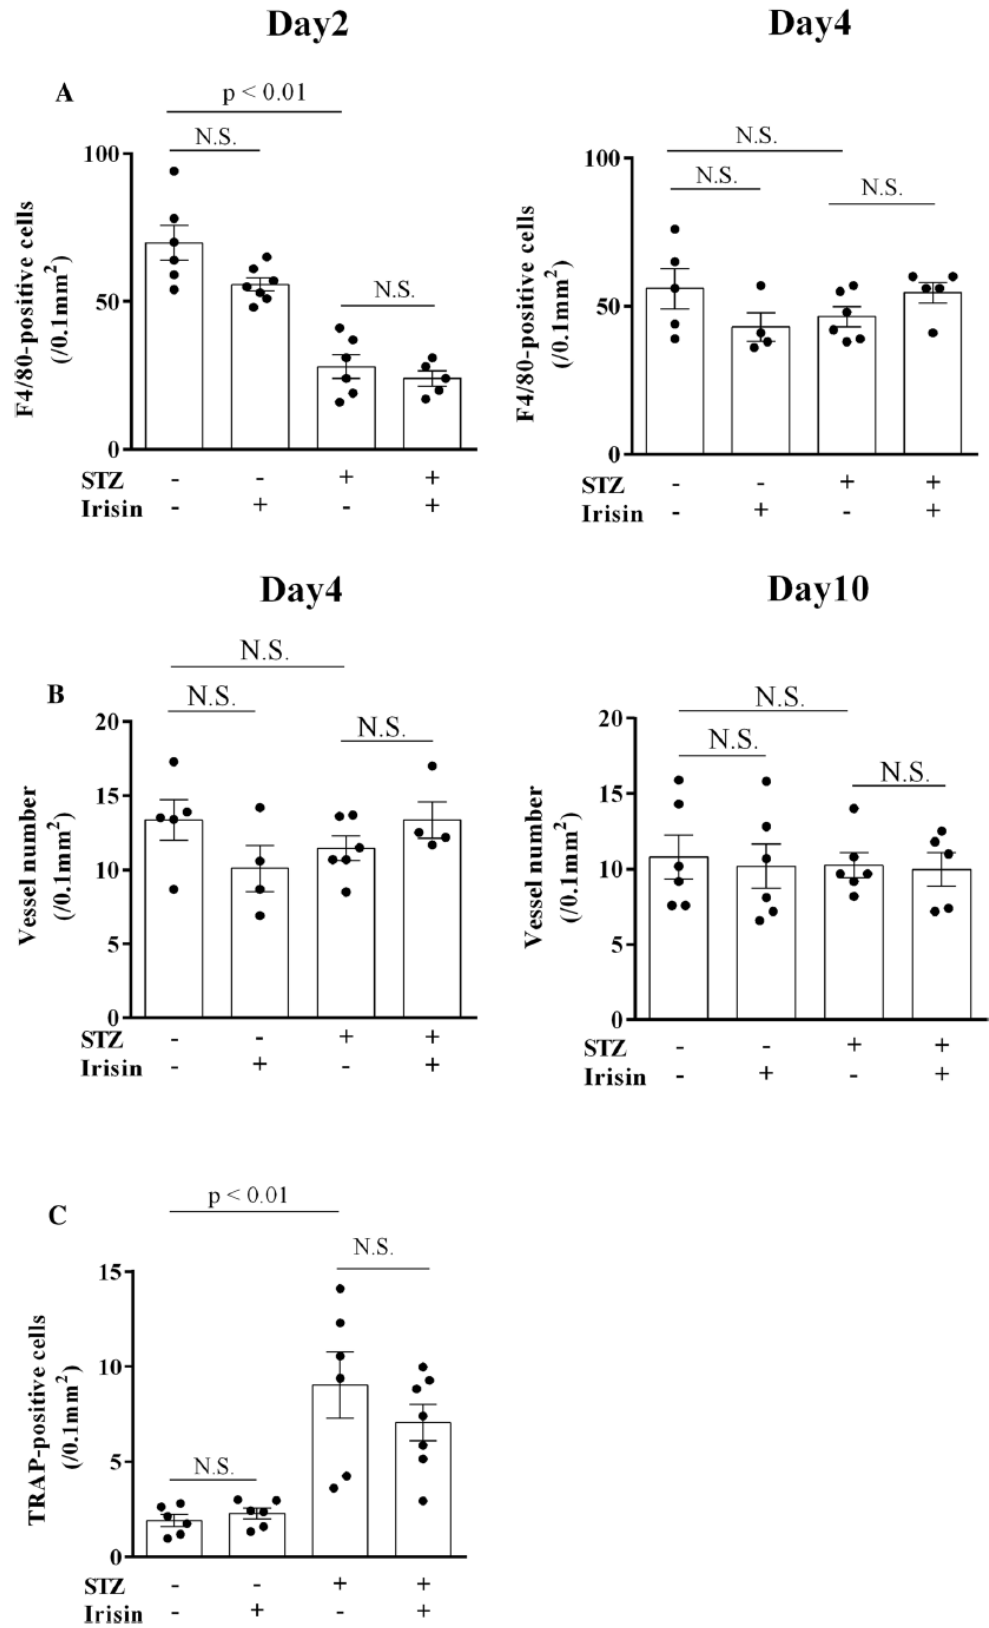 Day2
Day4
A
p < 0.01
N.S.
N.S.
100
50
0
F4/80-positive cells
(/0.1mm²)
STZ - - + +
Irisin - + - +
N.S.
N.S.
N.S.
100
50
0
F4/80-positive cells
(/0.1mm²)
STZ - - + +
Irisin - + - +
Day4
Day10
B
N.S.
N.S.
N.S.
20
15
10
5
0
Vessel number
(/0.1mm²)
STZ - - + +
Irisin - + - +
N.S.
N.S.
N.S.
20
15
10
5
0
Vessel number
(/0.1mm²)
STZ - - + +
Irisin - + - +
C
p < 0.01
N.S.
N.S.
15
10
5
0
TRAP-positive cells
(/0.1mm²)
STZ - - + +
Irisin - + - +